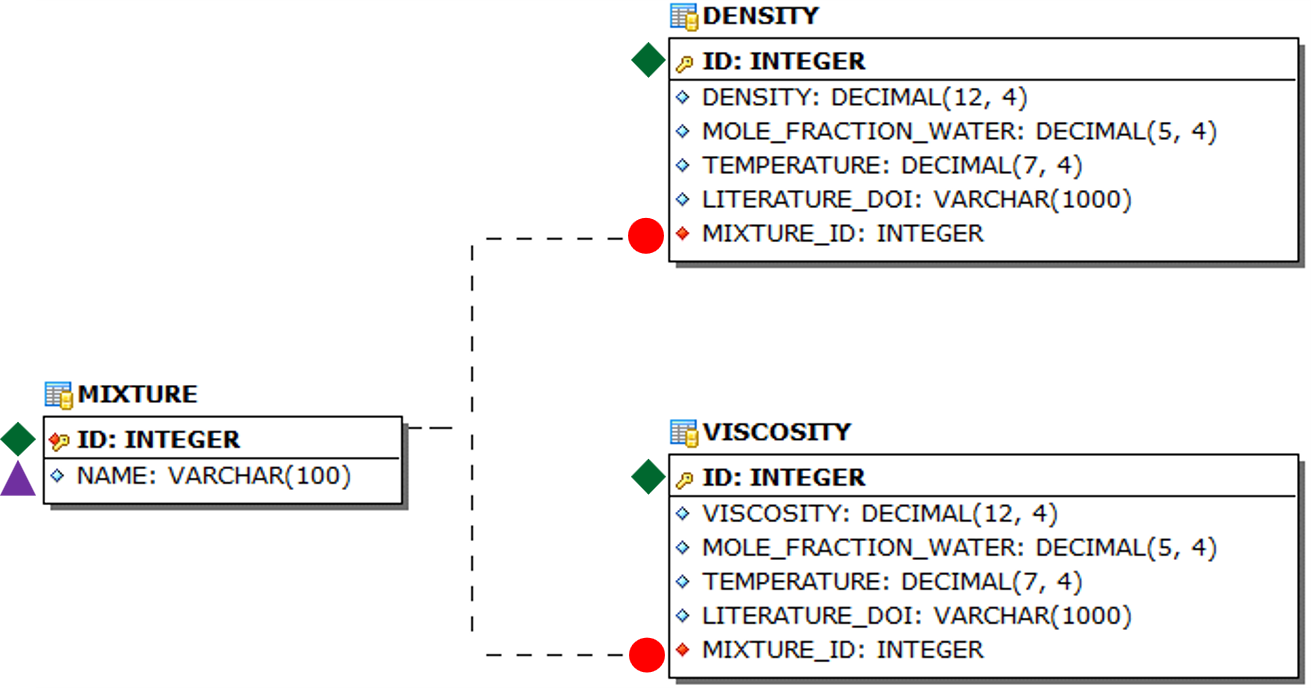 DENSITY
ID: INTEGER
DENSITY: DECIMAL(12, 4)
MOLE_FRACTION_WATER: DECIMAL(5, 4)
TEMPERATURE: DECIMAL(7, 4)
LITERATURE_DOI: VARCHAR(1000)
MIXTURE_ID: INTEGER
MIXTURE
ID: INTEGER
NAME: VARCHAR(100)
VISCOSITY
ID: INTEGER
VISCOSITY: DECIMAL(12, 4)
MOLE_FRACTION_WATER: DECIMAL(5, 4)
TEMPERATURE: DECIMAL(7, 4)
LITERATURE_DOI: VARCHAR(1000)
MIXTURE_ID: INTEGER